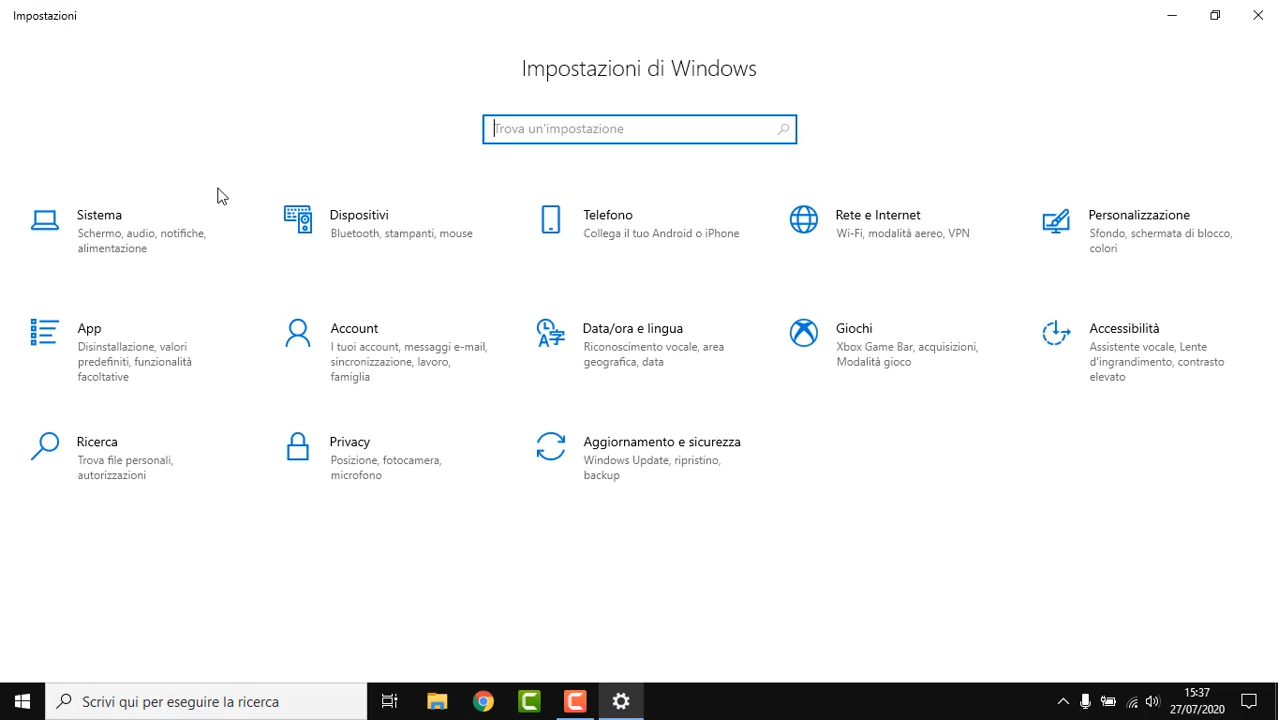 Impostazioni
Impostazioni di Windows
Trova un'impostazione
Sistema
Schermo, audio, notifiche,
alimentazione
Dispositivi
Bluetooth, stampanti, mouse
Telefono
Collega il tuo Android o iPhone
Rete e Internet
Wi-Fi, modalità aereo, VPN
Personalizzazione
Sfondo, schermata di blocco,
colori
App
Disinstallazione, valori
predefiniti, funzionalità
facoltative
Account
I tuoi account, messaggi e-mail,
sincronizzazione, lavoro,
famiglia
Data/ora e lingua
Riconoscimento vocale, area
geografica, data
Giochi
Xbox Game Bar, acquisizioni,
Modalità gioco
Accessibilità
Assistente vocale, Lente
d'ingrandimento, contrasto
elevato
Ricerca
Trova file personali,
autorizzazioni
Privacy
Posizione, fotocamera,
microfono
Aggiornamento e sicurezza
Windows Update, ripristino,
backup
Scrivi qui per eseguire la ricerca
15:37
27/07/2020